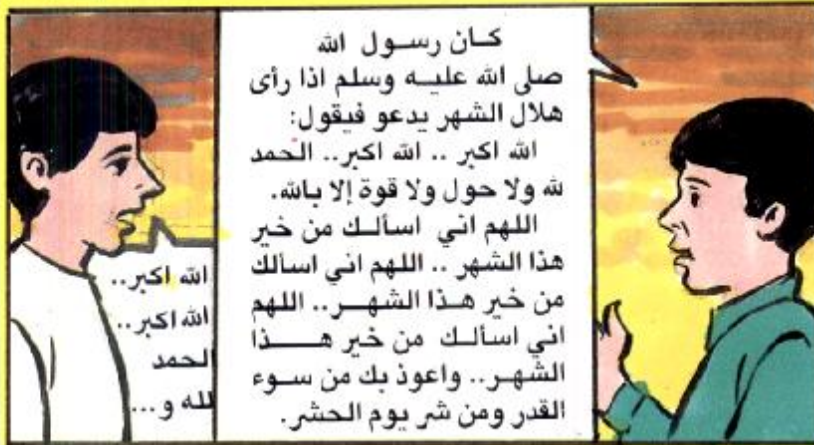 كان رسول الله
صلى الله عليه وسلم اذا رأى
هلال الشهر يدعو فيقول:
الله اكبر .. الله اكبر .. الحمد
لله ولا حول ولا قوة إلا بالله.
اللهم اني اسألك من خير
هذا الشهر .. اللهم اني اسألك
من خير هذا الشهر .. اللهم
اني اسألك من خير هذا
الشهر .. واعوذ بك من سوء
القدر ومن شر يوم الحشر.
الله اكبر ..
الله اكبر ..
الحمد
لله و ...